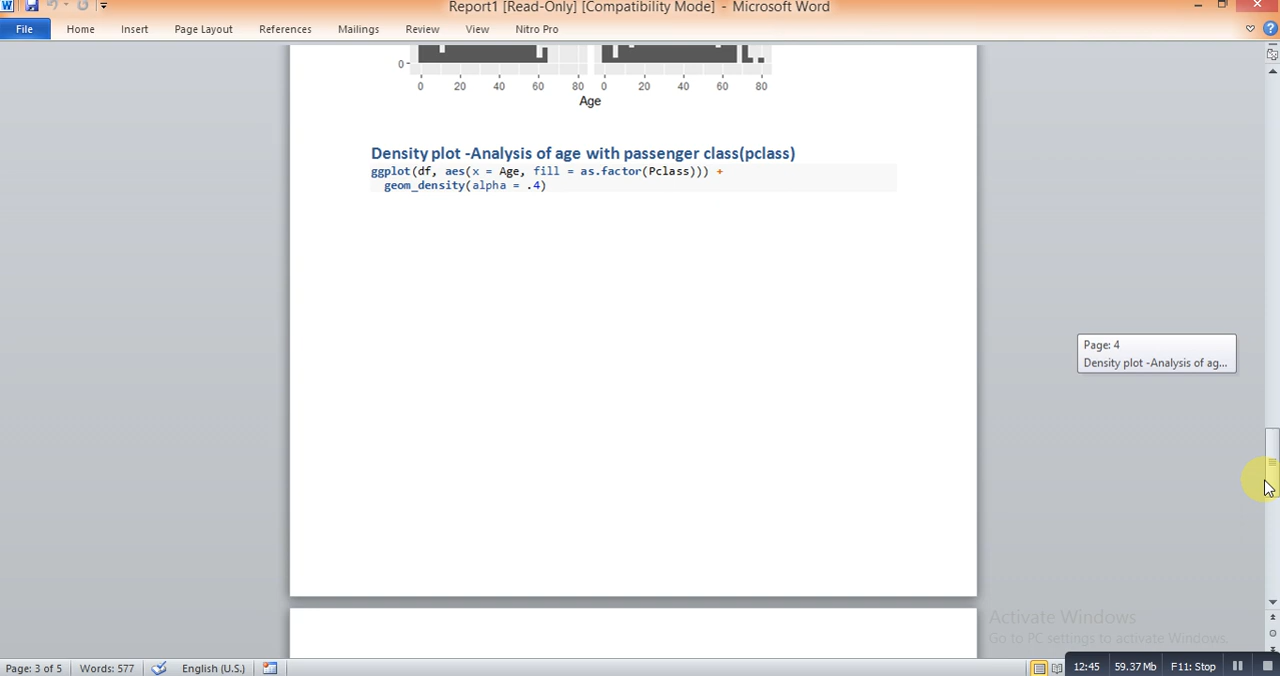 Report1 [Read-Only] [Compatibility Mode] - Microsoft Word
File Home Insert Page Layout References Mailings Review View Nitro Pro
0
0 20 40 60 80 0 20 40 60 80
Age
Density plot -Analysis of age with passenger class(pclass)
ggplot(df, aes(x = Age, fill = as.factor(Pclass))) +
geom_density(alpha = .4)
Page: 4
Density plot -Analysis of ag...
Activate Windows
Go to PC settings to activate Windows.
Page: 3 of 5 Words: 577 English (U.S.) 12:45 59.37 Mb F11: Stop